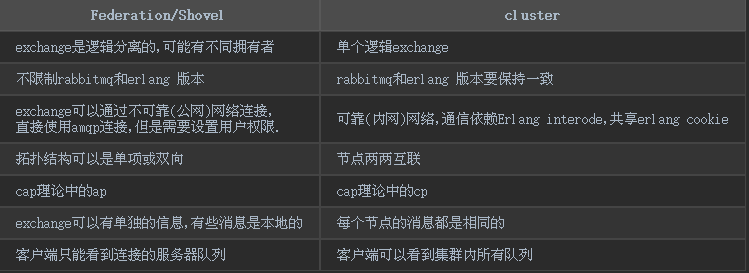 Federation/Shovel cluster
exchange是逻辑分离的,可能有不同拥有者 单个逻辑exchange
不限制rabbitmq和erlang 版本 rabbitmq和erlang 版本要保持一致
exchange可以通过不可靠(公网)网络连接,
直接使用amqp连接,但是需要设置用户权限. 可靠(内网)网络,通信依赖Erlang interode,共享erlang cookie
拓扑结构可以是单项或双向 节点两两互联
cap理论中的ap cap理论中的cp
exchange可以有单独的信息,有些消息是本地的 每个节点的消息都是相同的
客户端只能看到连接的服务器队列 客户端可以看到集群内所有队列